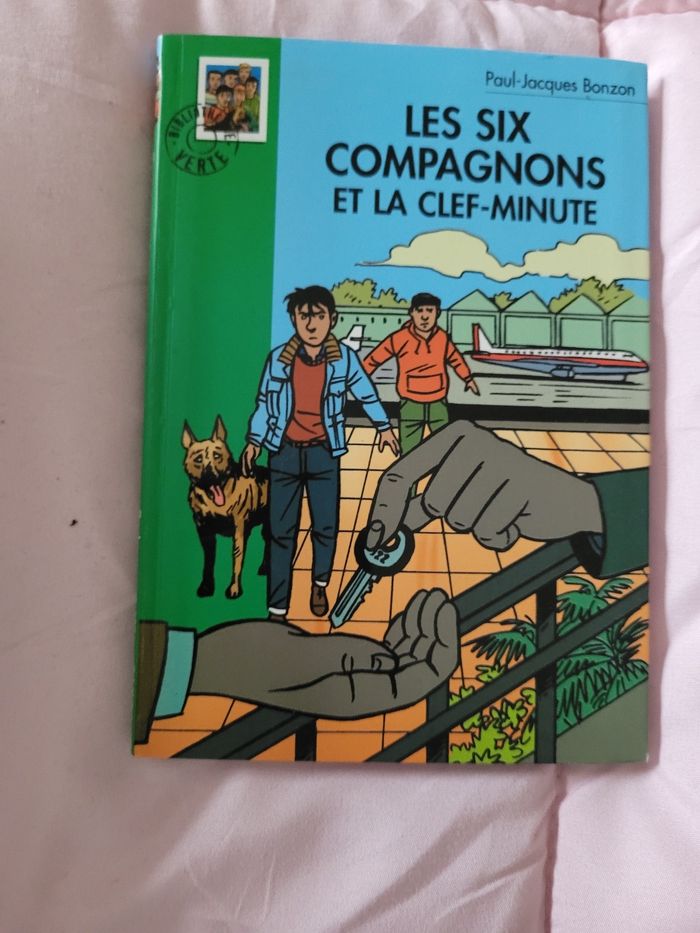 Paul-Jacques Bonzon
LES SIX
COMPAGNONS
ET LA CLEF-MINUTE
VERTE